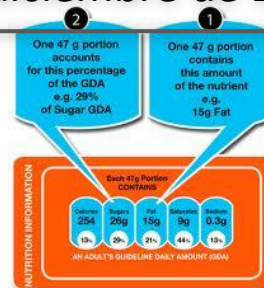 2
One 47 g portion
accounts
for this percentage
of the GDA
e.g. 29%
of Sugar GDA
1
One 47 g portion
contains
this amount
of the nutrient
e.g.
15g Fat
NUTRITION INFORMATION
Each 47g Portion
CONTAINS
Calories Sugars Fat Saturates Sodium
254 26g 15g 9g 0.3g
13% 29% 21% 44% 13%
AN ADULT'S GUIDELINE DAILY AMOUNT (GDA)